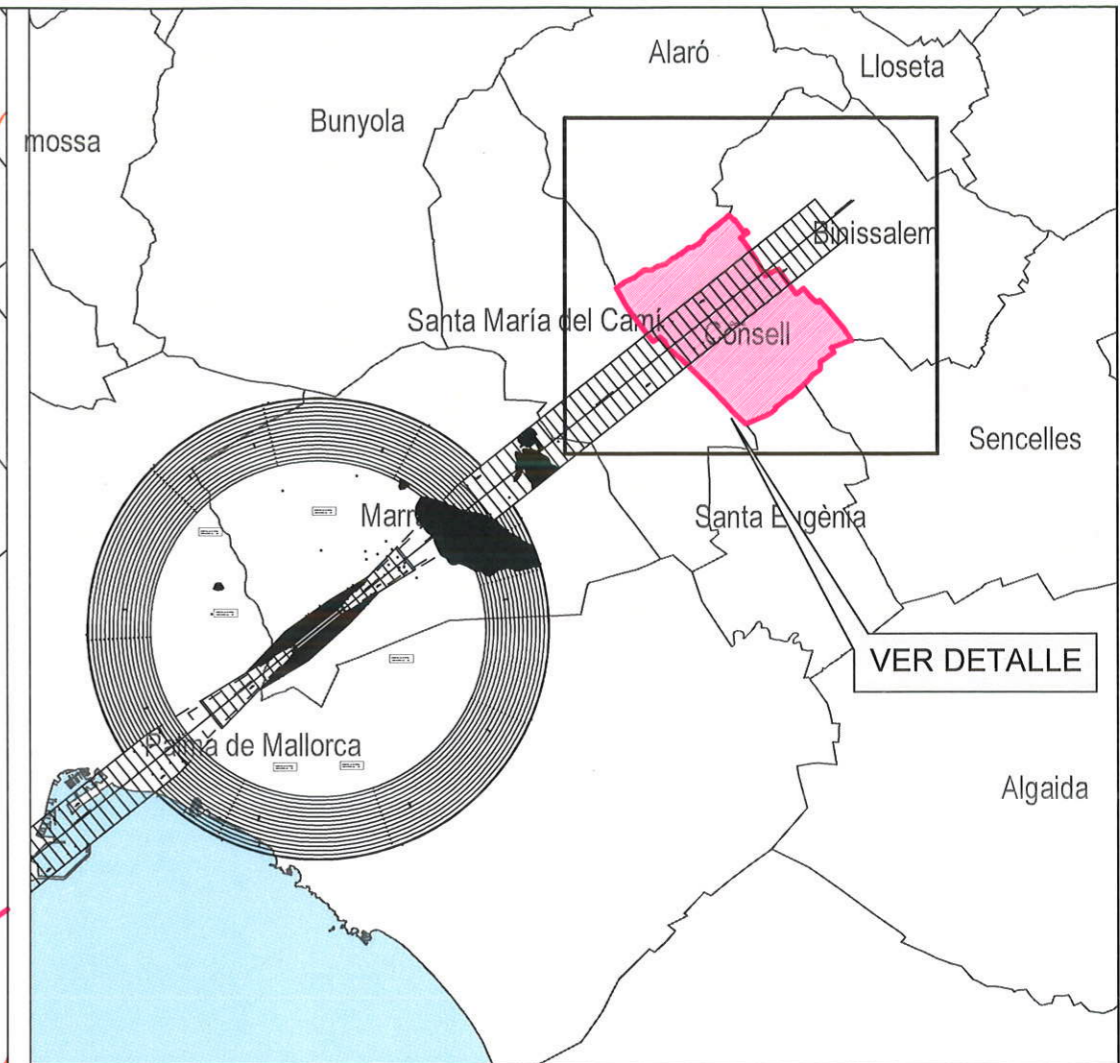 Alaró
Lloseta
Bunyola
mossa
Binissalem
Santa María del Camí
Consell
Sencelles
Marr
Santa Eugènia
VER DETALLE
Palma de Mallorca
Algaida